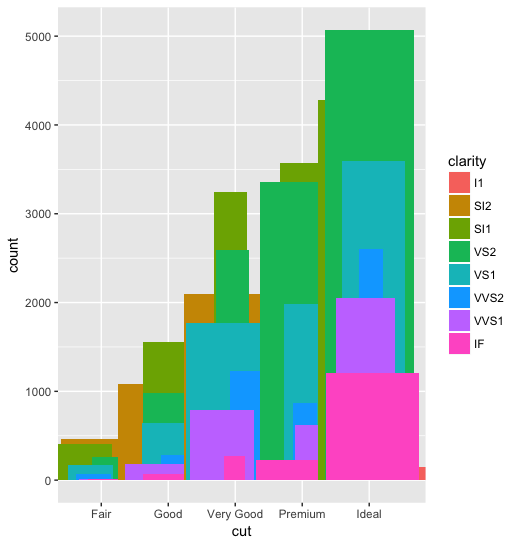 5000
4000
3000
2000
1000
0
count
Fair Good Very Good Premium Ideal
cut
clarity
I1
SI2
SI1
VS2
VS1
VVS2
VVS1
IF